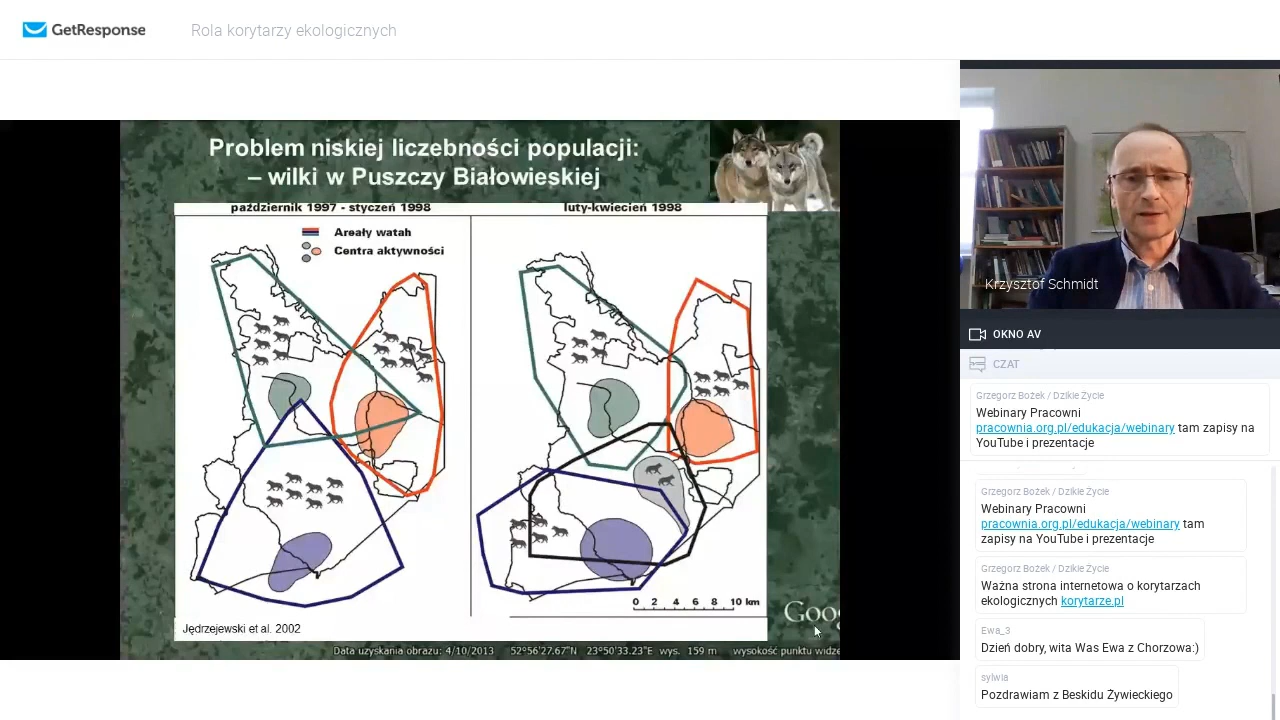 GetResponse
Rola korytarzy ekologicznych
Problem niskiej liczebności populacji:
– wilki w Puszczy Białowieskiej
październik 1997 - styczeń 1998
luty-kwiecień 1998
Areały watah
Centra aktywności
0 2 4 6 8 10 km
Jędrzejewski et al. 2002
Goog
Data uzyskania obrazu: 4/10/2013 52°56'27.67"N 23°50'33.23"E wys. 159 m wysokość punktu widze
Krzysztof Schmidt
OKNO AV
CZAT
Grzegorz Bożek / Dzikie Życie
Webinary Pracowni
pracownia.org.pl/edukacja/webinary tam zapisy na
YouTube i prezentacje
Grzegorz Bożek / Dzikie Życie
Webinary Pracowni
pracownia.org.pl/edukacja/webinary tam
zapisy na YouTube i prezentacje
Grzegorz Bożek / Dzikie Życie
Ważna strona internetowa o korytarzach
ekologicznych korytarze.pl
Ewa_3
Dzień dobry, wita Was Ewa z Chorzowa:)
sylwia
Pozdrawiam z Beskidu Żywieckiego